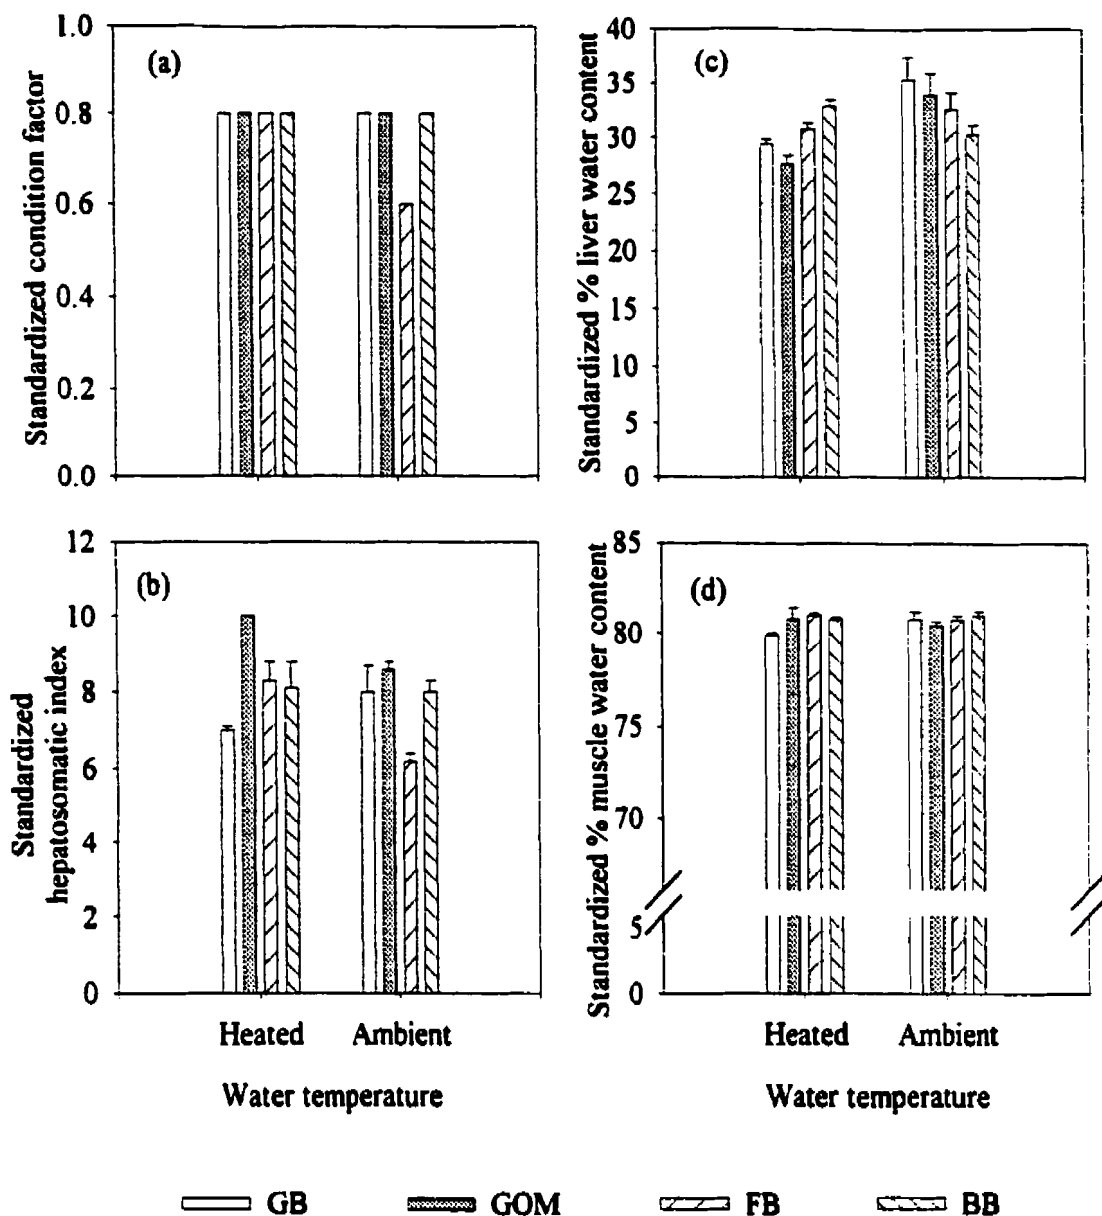 Standardized condition factor
1.0
0.8
0.6
0.4
0.2
0.0
(a)
Standardized % liver water content
40
35
30
25
20
15
10
5
0
(c)
Standardized
hepatosomatic index
12
10
8
6
4
2
0
(b)
Heated
Ambient
Water temperature
Standardized % muscle water content
85
80
75
70
5
0
(d)
Heated
Ambient
Water temperature
GB GOM FB BB